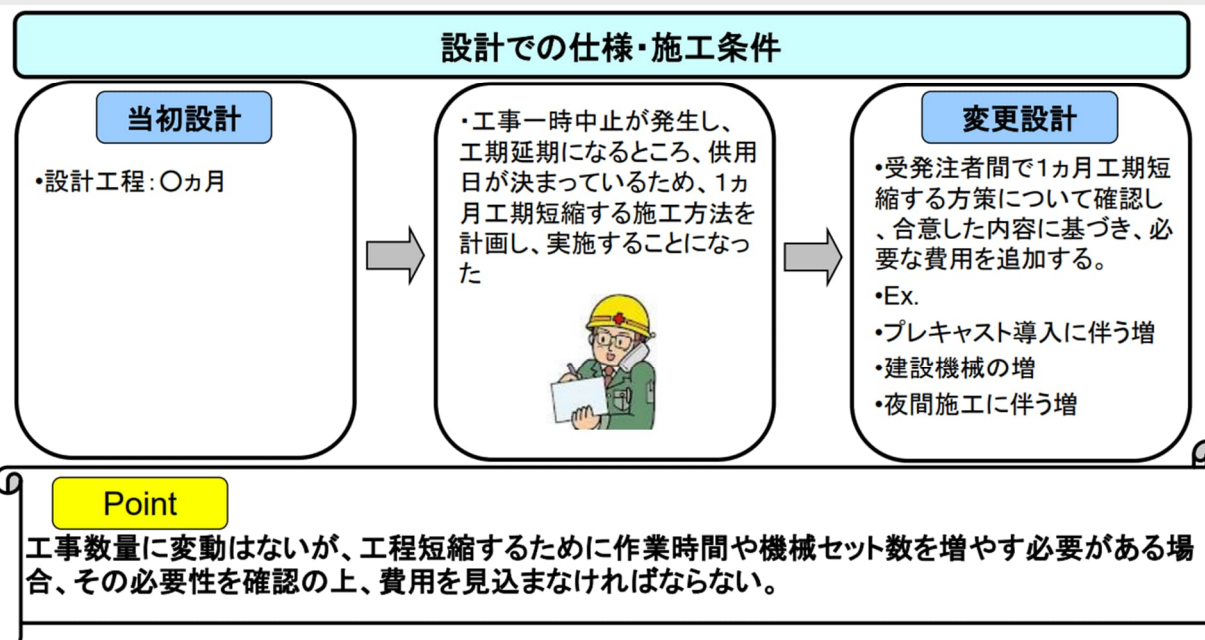 設計での仕様・施工条件
当初設計
・設計工程：〇ヵ月
・工事一時中止が発生し、
工期延期になるところ、供用
日が決まっているため、1ヵ
月工期短縮する施工方法を
計画し、実施することになっ
た
変更設計
・受発注者間で1ヵ月工期短
縮する方策について確認し
、合意した内容に基づき、必
要な費用を追加する。
・Ex.
・プレキャスト導入に伴う増
・建設機械の増
・夜間施工に伴う増
Point
工事数量に変動はないが、工程短縮するために作業時間や機械セット数を増やす必要がある場
合、その必要性を確認の上、費用を見込まなければならない。